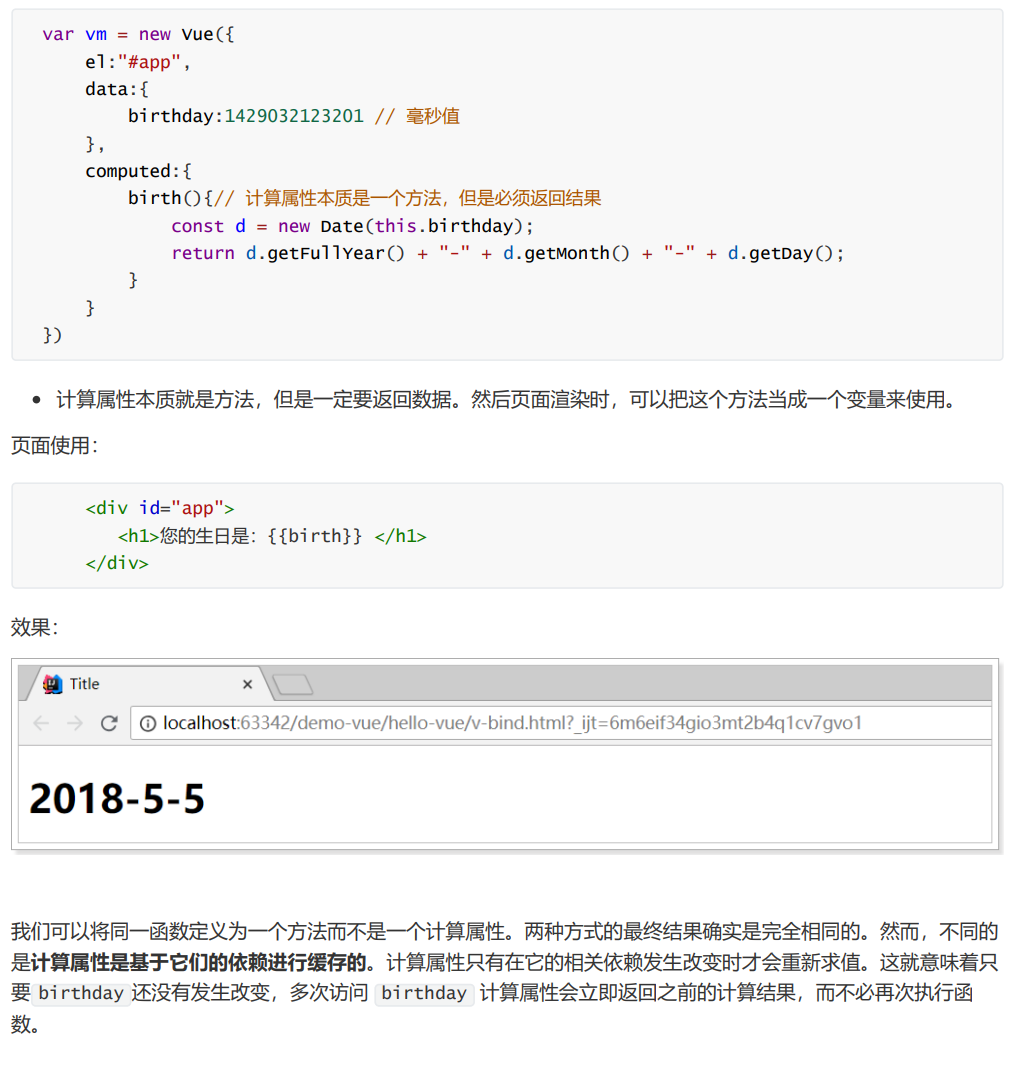 var vm = new Vue({
    el:"#app",
    data:{
        birthday:1429032123201 // 毫秒值
    },
    computed:{
        birth(){// 计算属性本质是一个方法，但是必须返回结果
            const d = new Date(this.birthday);
            return d.getFullYear() + "-" + d.getMonth() + "-" + d.getDay();
        }
    }
})
• 计算属性本质就是方法，但是一定要返回数据。然后页面渲染时，可以把这个方法当成一个变量来使用。
页面使用：
<div id="app">
   <h1>您的生日是：{{birth}} </h1>
</div>
效果：
Title
localhost:63342/demo-vue/hello-vue/v-bind.html?_ijt=6m6eif34gio3mt2b4q1cv7gvo1
2018-5-5
我们可以将同一函数定义为一个方法而不是一个计算属性。两种方式的最终结果确实是完全相同的。然而，不同的
是计算属性是基于它们的依赖进行缓存的。计算属性只有在它的相关依赖发生改变时才会重新求值。这就意味着只
要 birthday 还没有发生改变，多次访问 birthday 计算属性会立即返回之前的计算结果，而不必再次执行函
数。